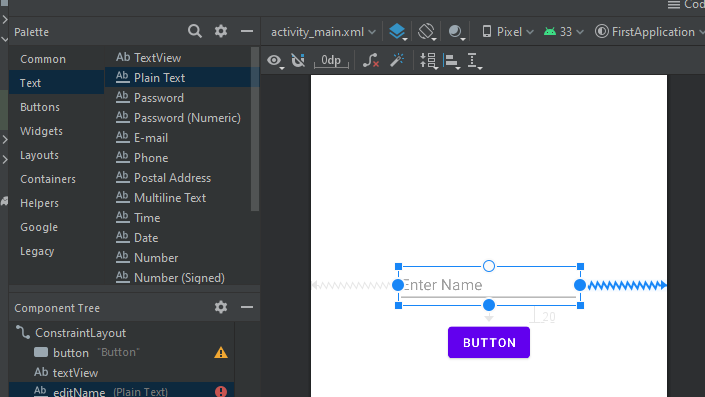 Cod
Palette
activity_main.xml
Pixel
33
FirstApplication
0dp
Common
Text
Buttons
Widgets
Layouts
Containers
Helpers
Google
Legacy
Ab TextView
Ab Plain Text
Ab Password
Ab Password (Numeric)
Ab E-mail
Ab Phone
Ab Postal Address
Ab Multiline Text
Ab Time
Ab Date
Ab Number
Ab Number (Signed)
Enter Name
20
BUTTON
Component Tree
ConstraintLayout
button "Button"
Ab textView
Ab editName (Plain Text)